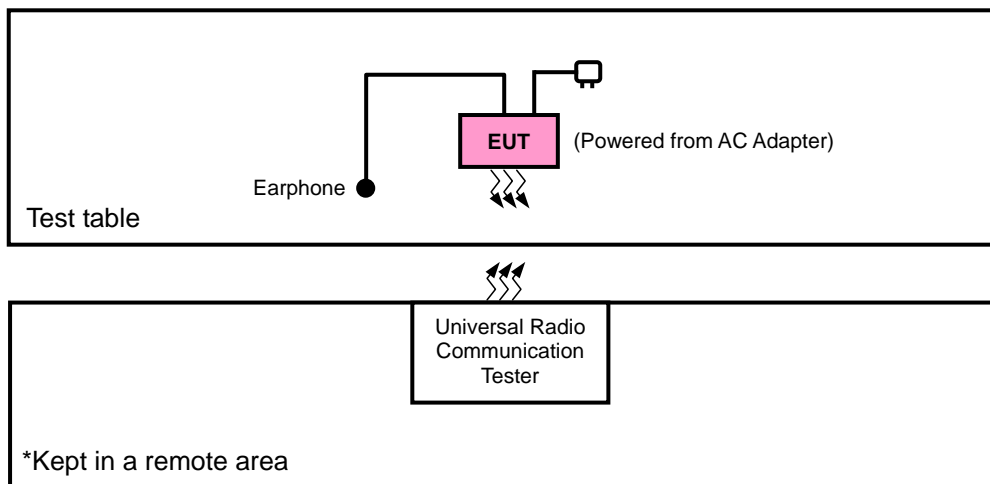 EUT
(Powered from AC Adapter)
Earphone
Test table
Universal Radio
Communication
Tester
*Kept in a remote area